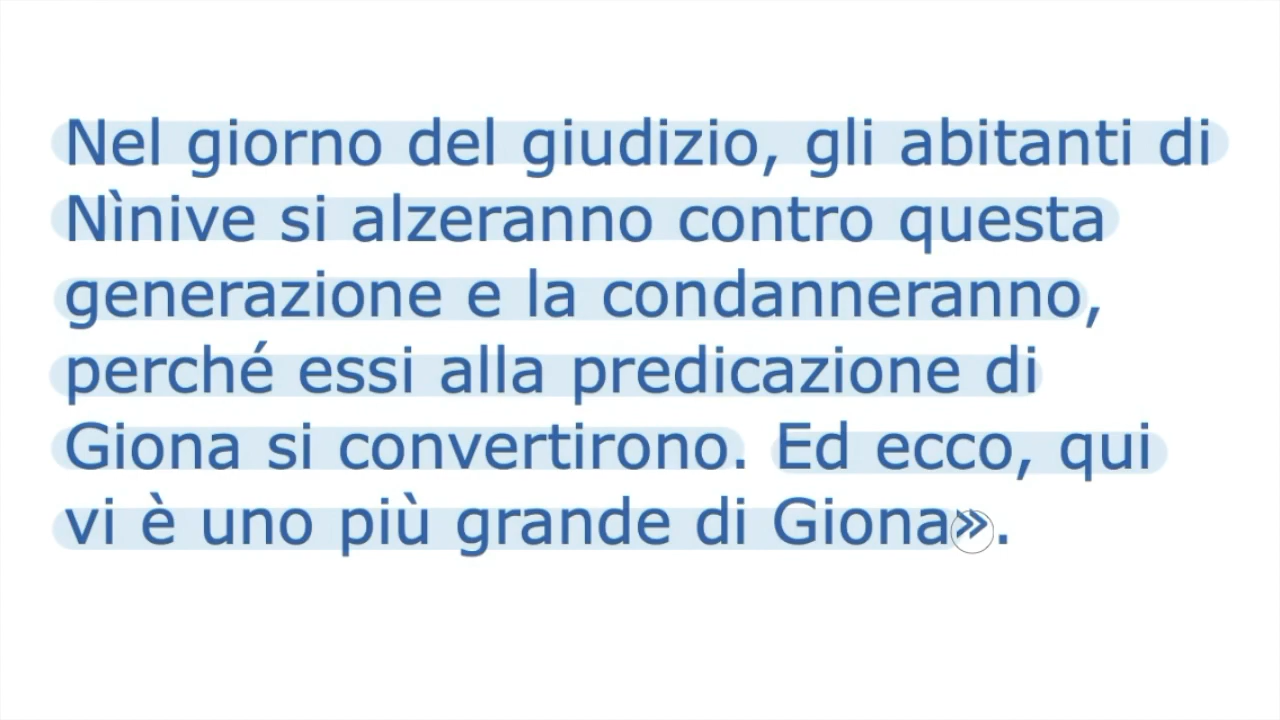 Nel giorno del giudizio, gli abitanti di
Nìnive si alzeranno contro questa
generazione e la condanneranno,
perché essi alla predicazione di
Giona si convertirono. Ed ecco, qui
vi è uno più grande di Giona».